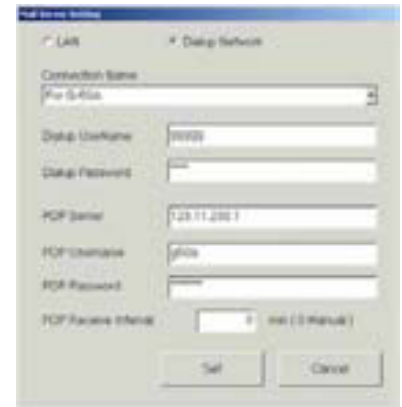 Mail Server Setting
LAN Dialup Network
Connection Name
Dialup UserName
Dialup Password ****
POP Server
POP Username
POP Password
POP Receive Interval 0 min ( 0:Manual )
Set Cancel